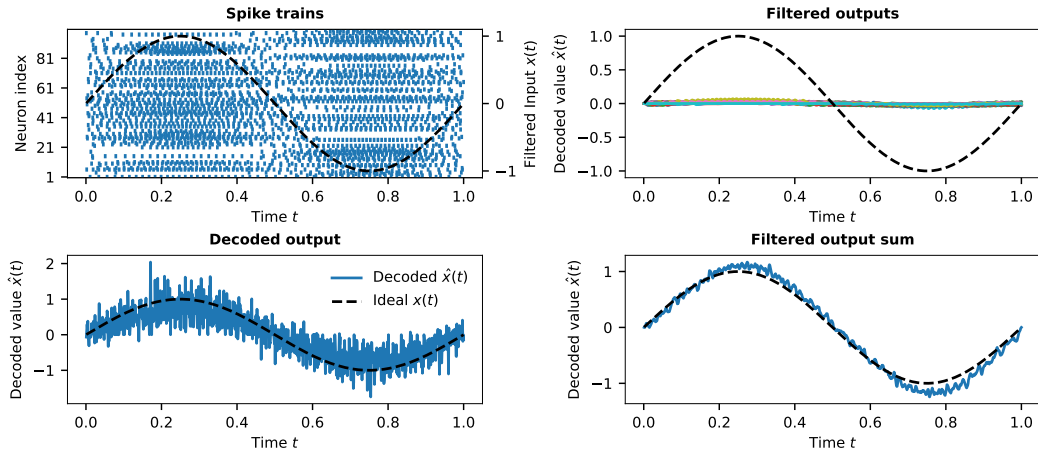 Spike trains
Neuron index
81
61
41
21
1
1
0
−1
Filtered Input x(t)
0.0 0.2 0.4 0.6 0.8 1.0
Time t
Filtered outputs
Decoded value x̂(t)
1.0
0.5
0.0
−0.5
−1.0
0.0 0.2 0.4 0.6 0.8 1.0
Time t
Decoded output
Decoded value x̂(t)
2
1
0
−1
Decoded x̂(t)
Ideal x(t)
0.0 0.2 0.4 0.6 0.8 1.0
Time t
Filtered output sum
Decoded value x̂(t)
1
0
−1
0.0 0.2 0.4 0.6 0.8 1.0
Time t